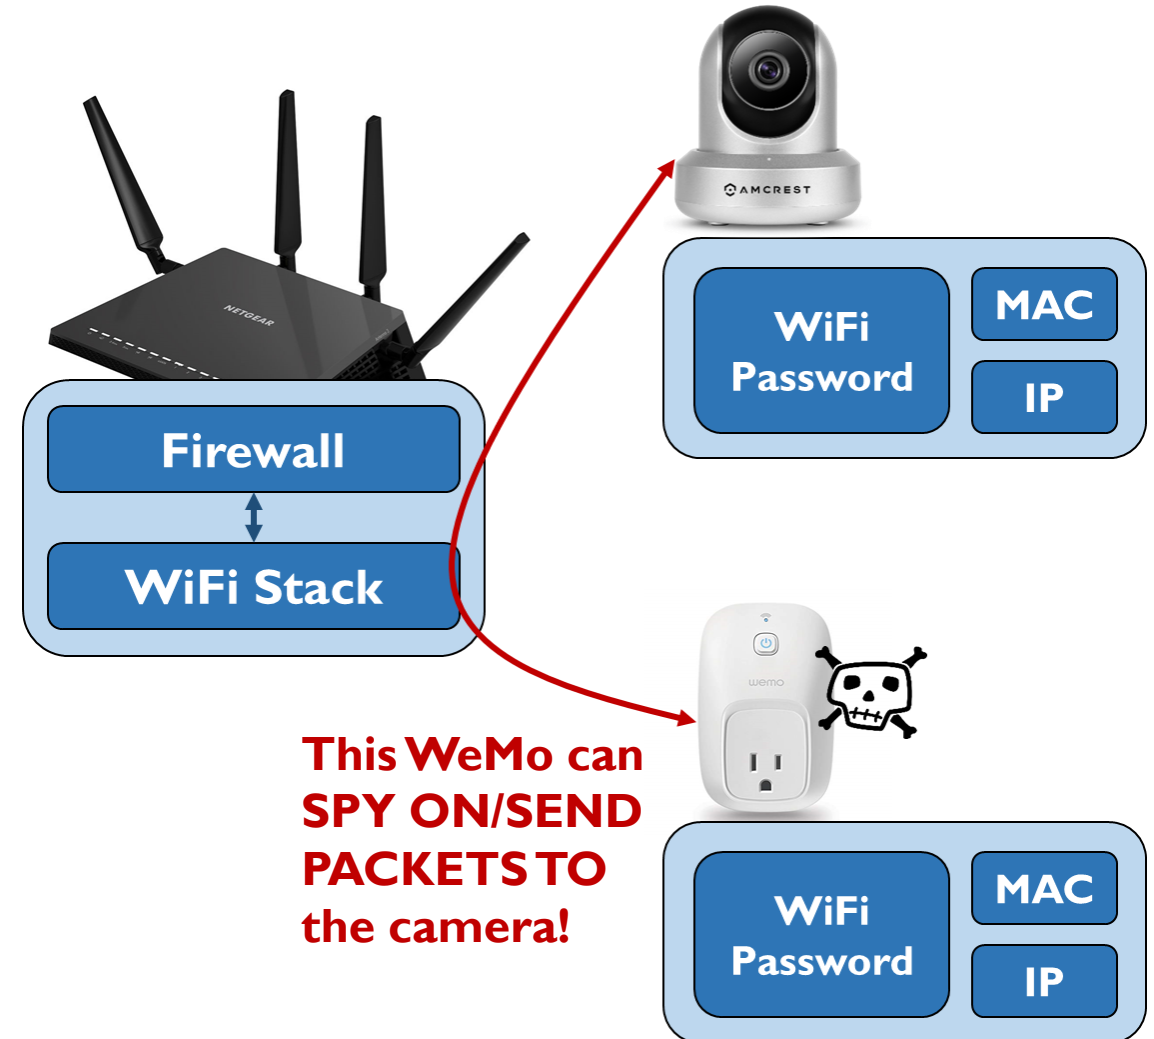 NETGEAR
Firewall
WiFi Stack
AMCREST
WiFi
Password
MAC
IP
wemo
This WeMo can
SPY ON/SEND
PACKETS TO
the camera!
WiFi
Password
MAC
IP